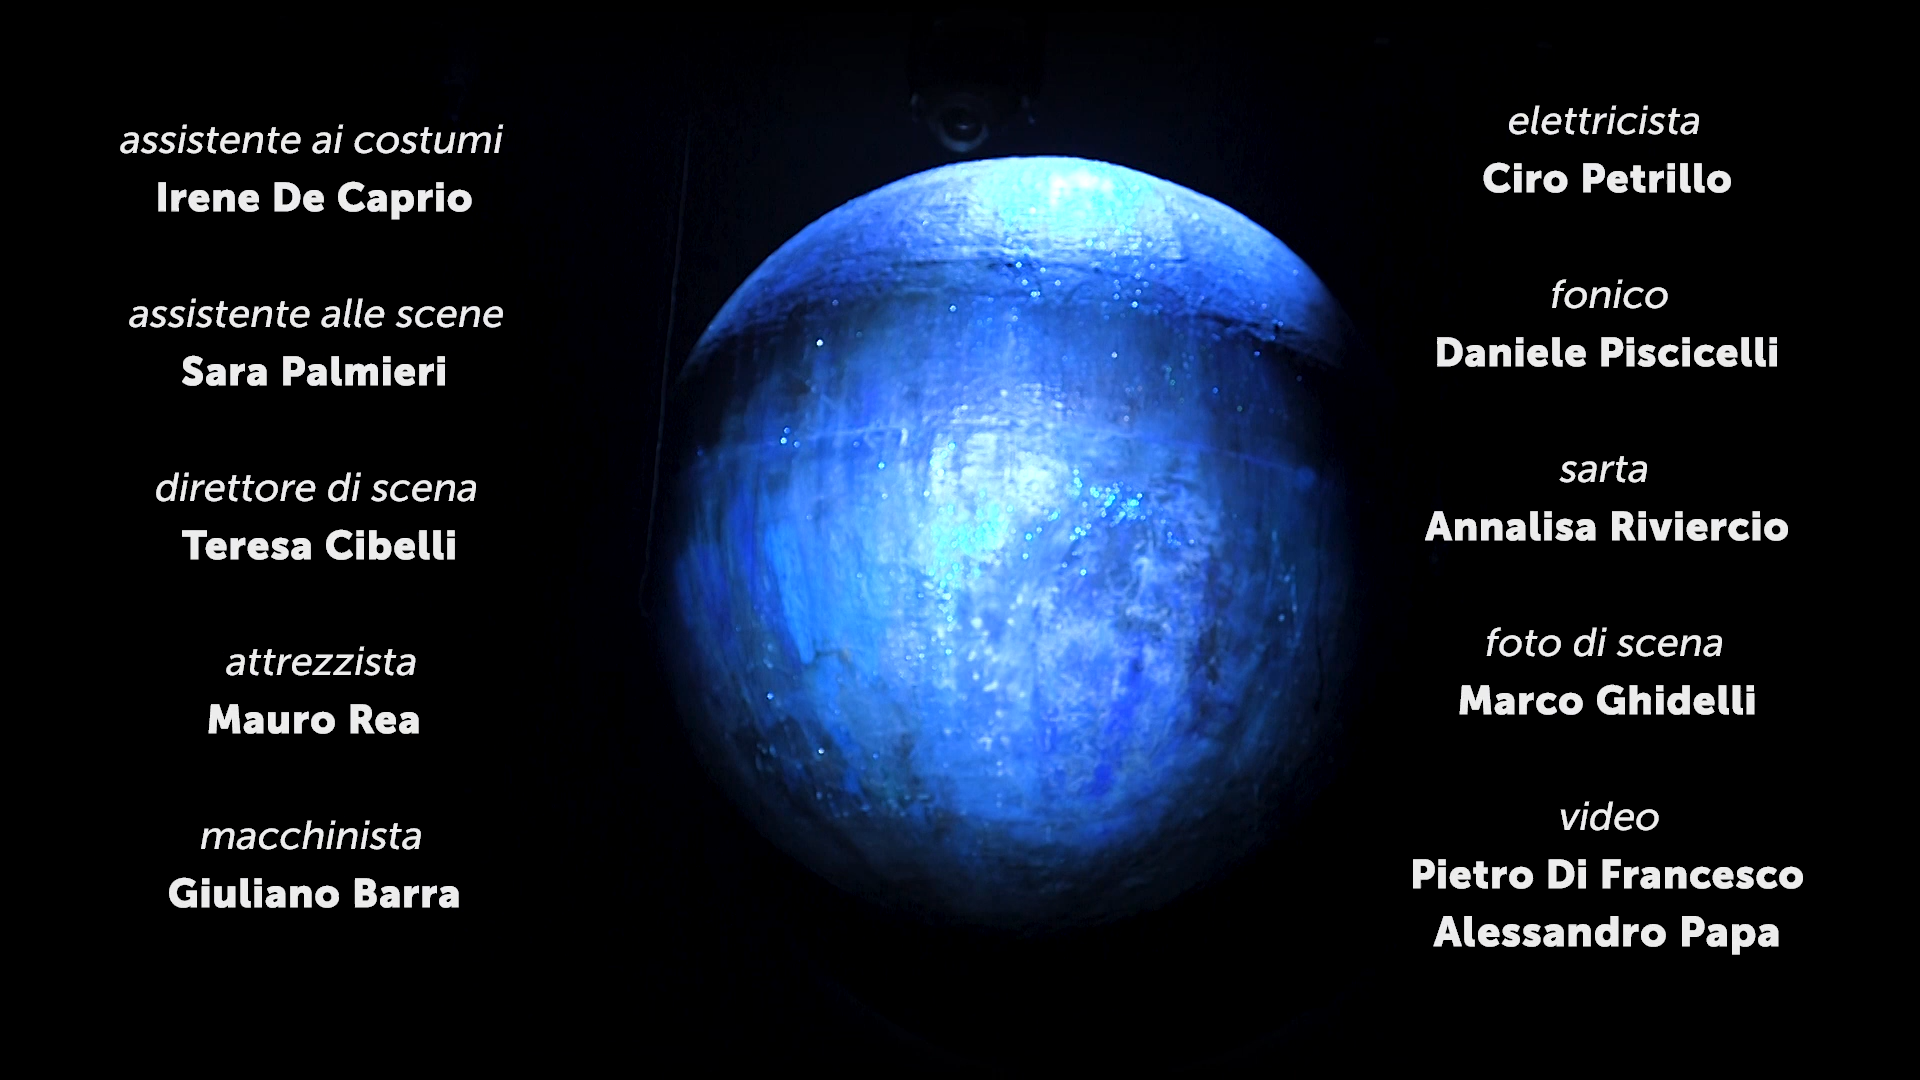 assistente ai costumi
Irene De Caprio
assistente alle scene
Sara Palmieri
direttore di scena
Teresa Cibelli
attrezzista
Mauro Rea
macchinista
Giuliano Barra
elettricista
Ciro Petrillo
fonico
Daniele Piscicelli
sarta
Annalisa Riviercio
foto di scena
Marco Ghidelli
video
Pietro Di Francesco
Alessandro Papa